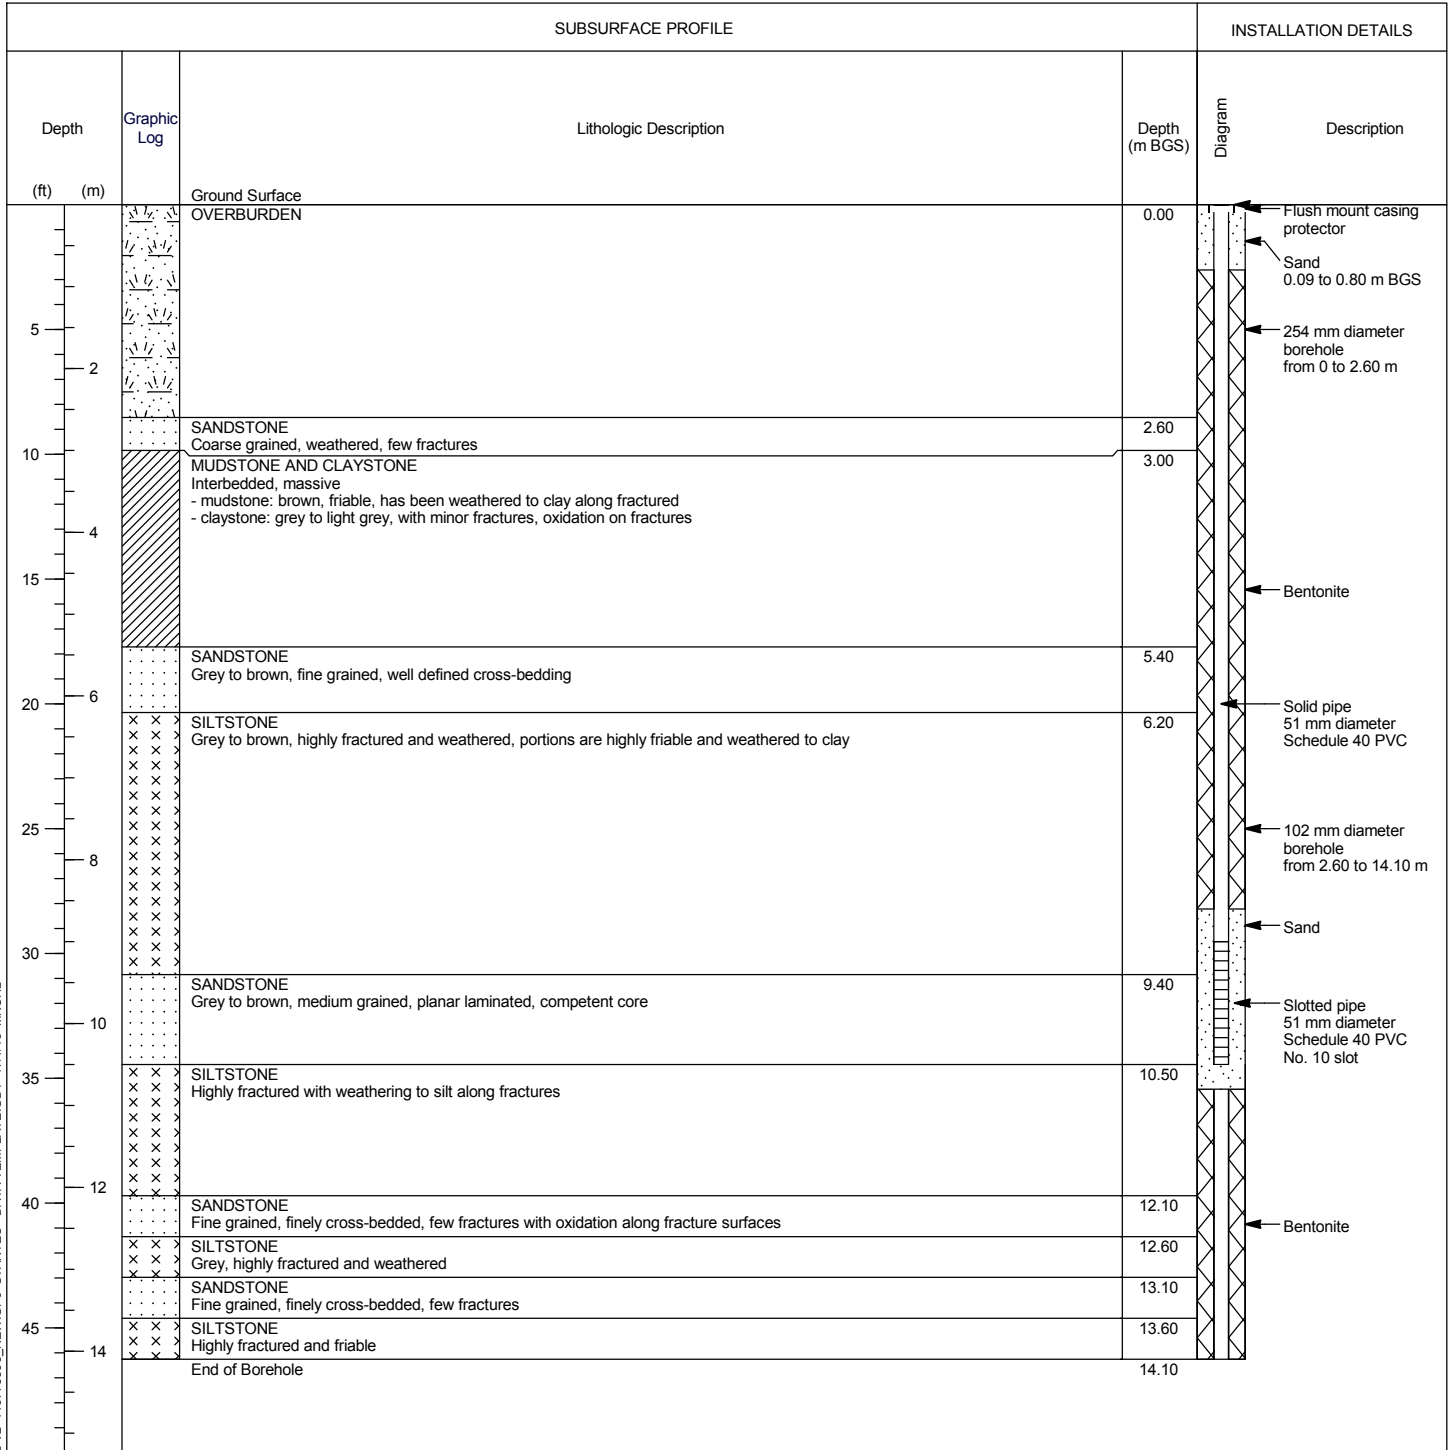 SUBSURFACE PROFILE
INSTALLATION DETAILS
Depth
Graphic
Log
Lithologic Description
Depth
(m BGS)
Diagram
Description
(ft)
(m)
Ground Surface
OVERBURDEN
0.00
Flush mount casing
protector
Sand
0.09 to 0.80 m BGS
5
254 mm diameter
borehole
from 0 to 2.60 m
2
SANDSTONE
2.60
Coarse grained, weathered, few fractures
10
MUDSTONE AND CLAYSTONE
3.00
Interbedded, massive
- mudstone: brown, friable, has been weathered to clay along fractured
- claystone: grey to light grey, with minor fractures, oxidation on fractures
4
15
Bentonite
SANDSTONE
5.40
Grey to brown, fine grained, well defined cross-bedding
6
20
Solid pipe
51 mm diameter
Schedule 40 PVC
SILTSTONE
6.20
Grey to brown, highly fractured and weathered, portions are highly friable and weathered to clay
25
102 mm diameter
borehole
from 2.60 to 14.10 m
8
Sand
30
SANDSTONE
9.40
Grey to brown, medium grained, planar laminated, competent core
Slotted pipe
51 mm diameter
Schedule 40 PVC
No. 10 slot
10
35
SILTSTONE
10.50
Highly fractured with weathering to silt along fractures
12
40
SANDSTONE
12.10
Fine grained, finely cross-bedded, few fractures with oxidation along fracture surfaces
Bentonite
SILTSTONE
12.60
Grey, highly fractured and weathered
SANDSTONE
13.10
Fine grained, finely cross-bedded, few fractures
45
SILTSTONE
13.60
Highly fractured and friable
14
End of Borehole
14.10